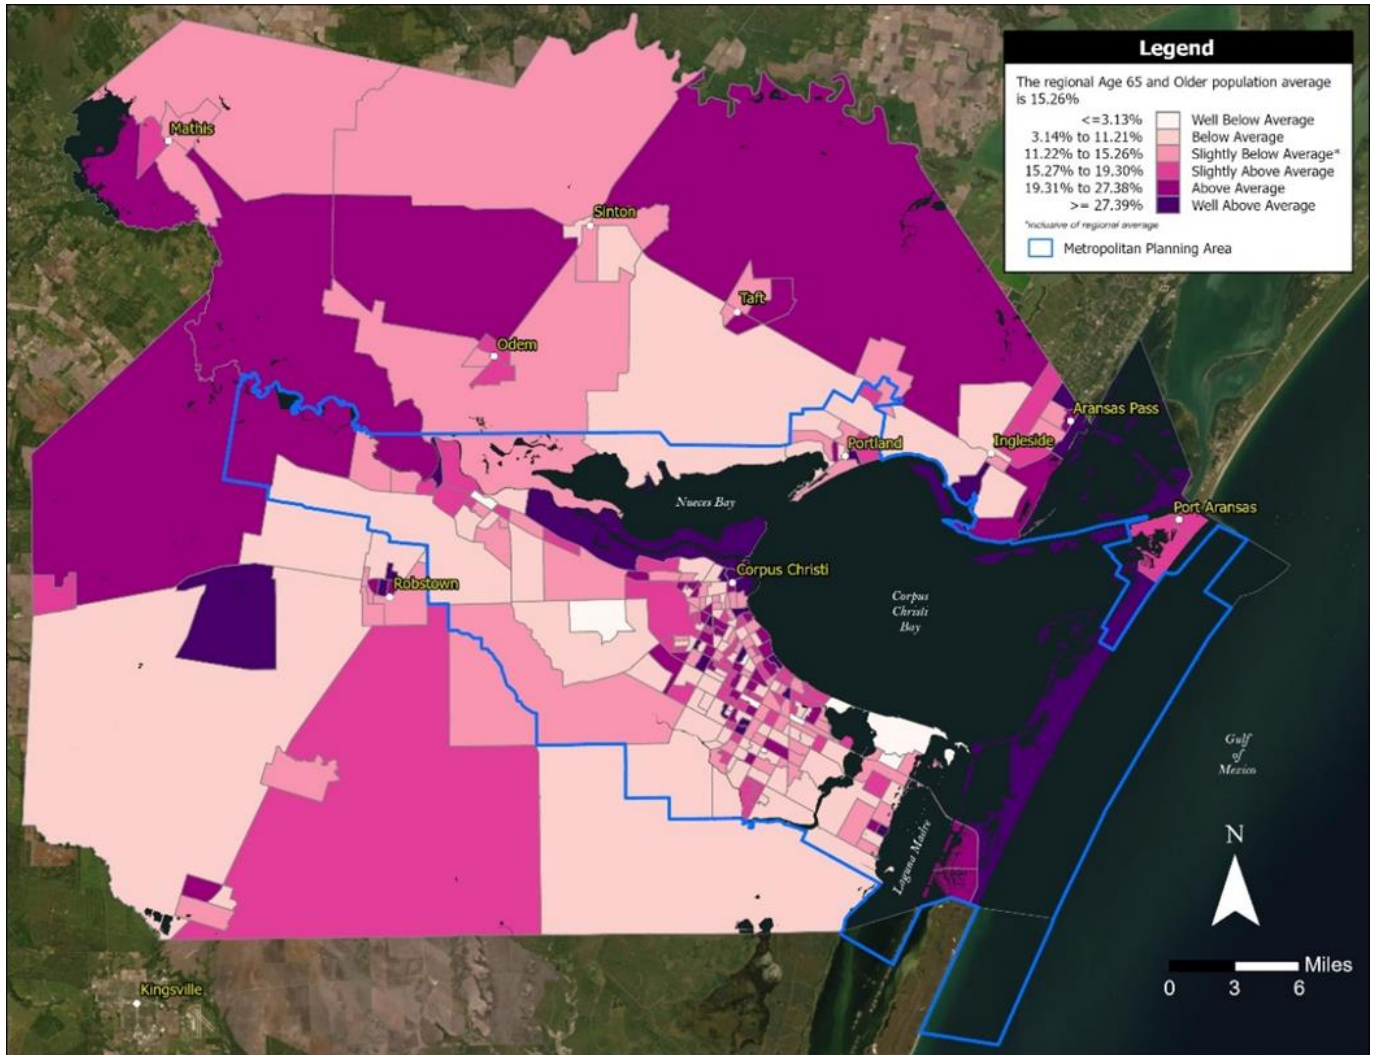 Legend
The regional Age 65 and Older population average
is 15.26%
<=3.13% Well Below Average
3.14% to 11.21% Below Average
11.22% to 15.26% Slightly Below Average*
15.27% to 19.30% Slightly Above Average
19.31% to 27.38% Above Average
>= 27.39% Well Above Average
*inclusive of regional average
Metropolitan Planning Area
Mathis
Sinton
Taft
Odem
Aransas Pass
Portland
Ingleside
Nueces Bay
Port Aransas
Corpus Christi
Robstown
Corpus
Christi
Bay
Gulf
of
Mexico
Laguna Madre
N
Miles
0 3 6
Kingsville